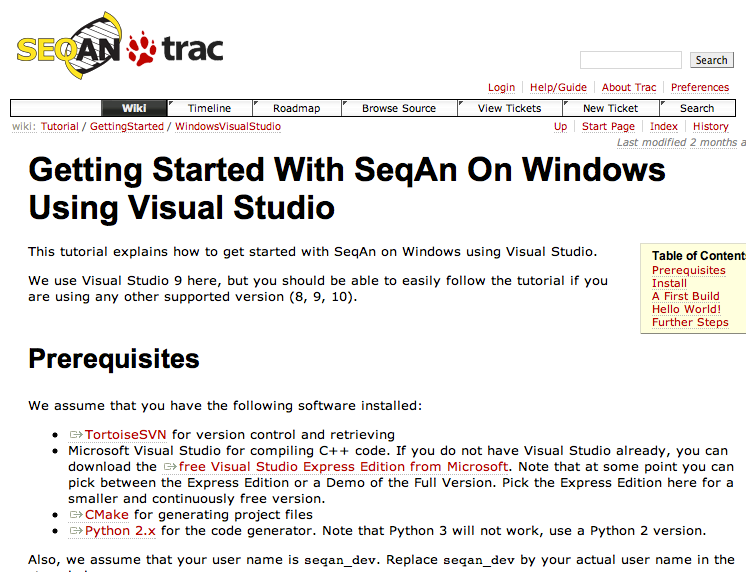 SEQAN trac
Search
Login Help/Guide About Trac Preferences
Wiki Timeline Roadmap Browse Source View Tickets New Ticket Search
wiki: Tutorial / GettingStarted / WindowsVisualStudio Up Start Page Index History
Last modified 2 months a
Getting Started With SeqAn On Windows
Using Visual Studio
This tutorial explains how to get started with SeqAn on Windows using Visual Studio.
We use Visual Studio 9 here, but you should be able to easily follow the tutorial if you
are using any other supported version (8, 9, 10).
Table of Contents
Prerequisites
Install
A First Build
Hello World!
Further Steps
Prerequisites
We assume that you have the following software installed:
TortoiseSVN for version control and retrieving
Microsoft Visual Studio for compiling C++ code. If you do not have Visual Studio already, you can
download the free Visual Studio Express Edition from Microsoft. Note that at some point you can
pick between the Express Edition or a Demo of the Full Version. Pick the Express Edition here for a
smaller and continuously free version.
CMake for generating project files
Python 2.x for the code generator. Note that Python 3 will not work, use a Python 2 version.
Also, we assume that your user name is seqan_dev. Replace seqan_dev by your actual user name in the